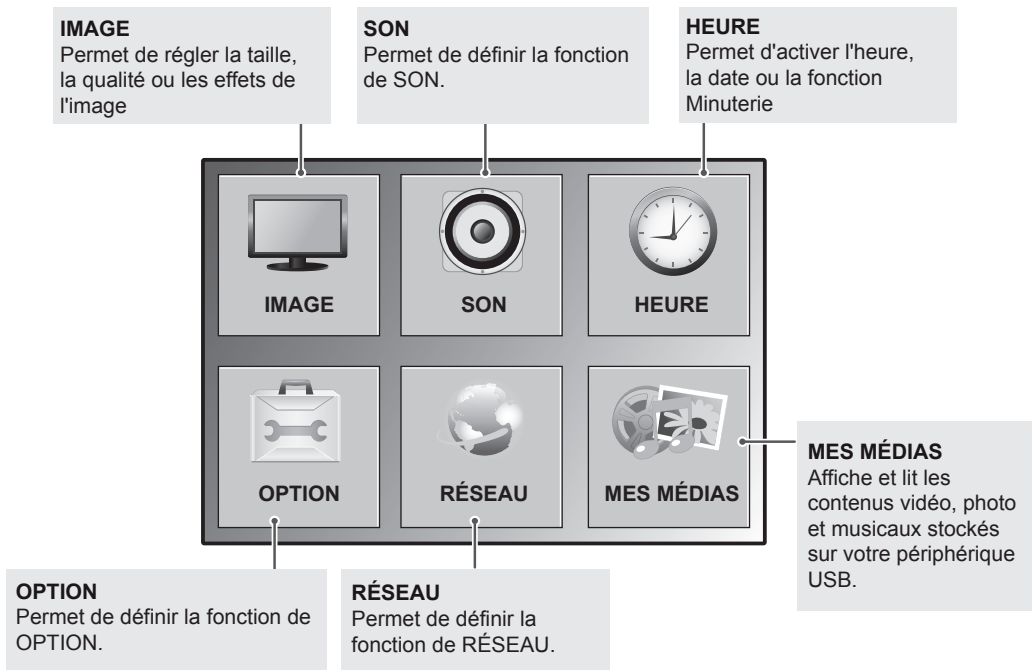 IMAGE
Permet de régler la taille,
la qualité ou les effets de
l'image
SON
Permet de définir la fonction
de SON.
HEURE
Permet d'activer l'heure,
la date ou la fonction
Minuterie
IMAGE
SON
HEURE
OPTION
RÉSEAU
MES MÉDIAS
MES MÉDIAS
Affiche et lit les
contenus vidéo, photo
et musicaux stockés
sur votre périphérique
USB.
OPTION
Permet de définir la fonction de
OPTION.
RÉSEAU
Permet de définir la
fonction de RÉSEAU.